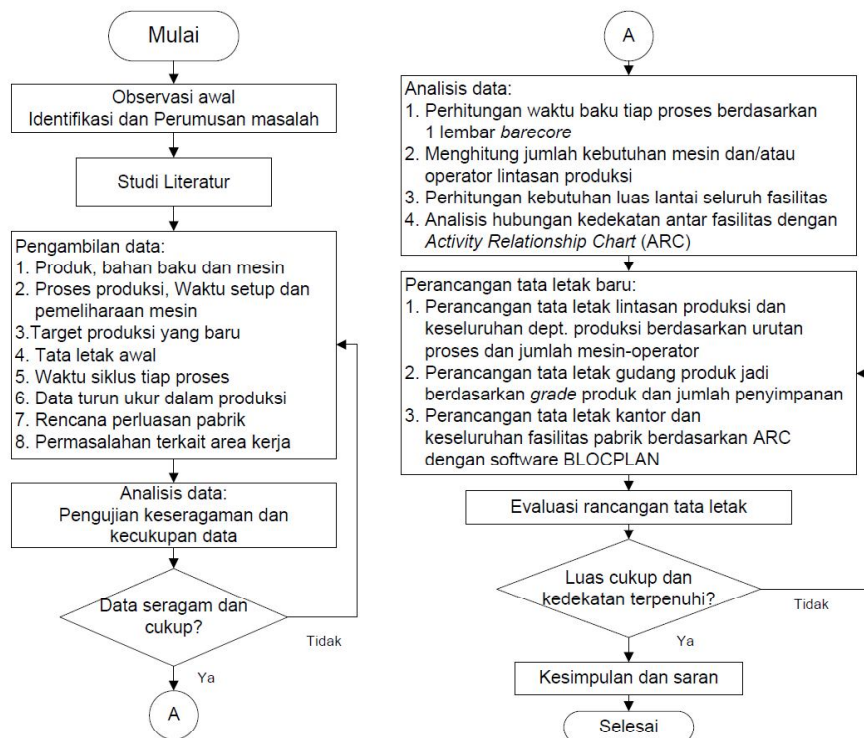 Mulai
Observasi awal
Identifikasi dan Perumusan masalah
Studi Literatur
Pengambilan data:
1. Produk, bahan baku dan mesin
2. Proses produksi, Waktu setup dan
pemeliharaan mesin
3.Target produksi yang baru
4. Tata letak awal
5. Waktu siklus tiap proses
6. Data turun ukur dalam produksi
7. Rencana perluasan pabrik
8. Permasalahan terkait area kerja
Analisis data:
Pengujian keseragaman dan
kecukupan data
Data seragam dan
cukup?
Tidak
Ya
A
A
Analisis data:
1. Perhitungan waktu baku tiap proses berdasarkan
1 lembar barecore
2. Menghitung jumlah kebutuhan mesin dan/atau
operator lintasan produksi
3. Perhitungan kebutuhan luas lantai seluruh fasilitas
4. Analisis hubungan kedekatan antar fasilitas dengan
Activity Relationship Chart (ARC)
Perancangan tata letak baru:
1. Perancangan tata letak lintasan produksi dan
keseluruhan dept. produksi berdasarkan urutan
proses dan jumlah mesin-operator
2. Perancangan tata letak gudang produk jadi
berdasarkan grade produk dan jumlah penyimpanan
3. Perancangan tata letak kantor dan
keseluruhan fasilitas pabrik berdasarkan ARC
dengan software BLOCPLAN
Evaluasi rancangan tata letak
Luas cukup dan
kedekatan terpenuhi?
Tidak
Ya
Kesimpulan dan saran
Selesai